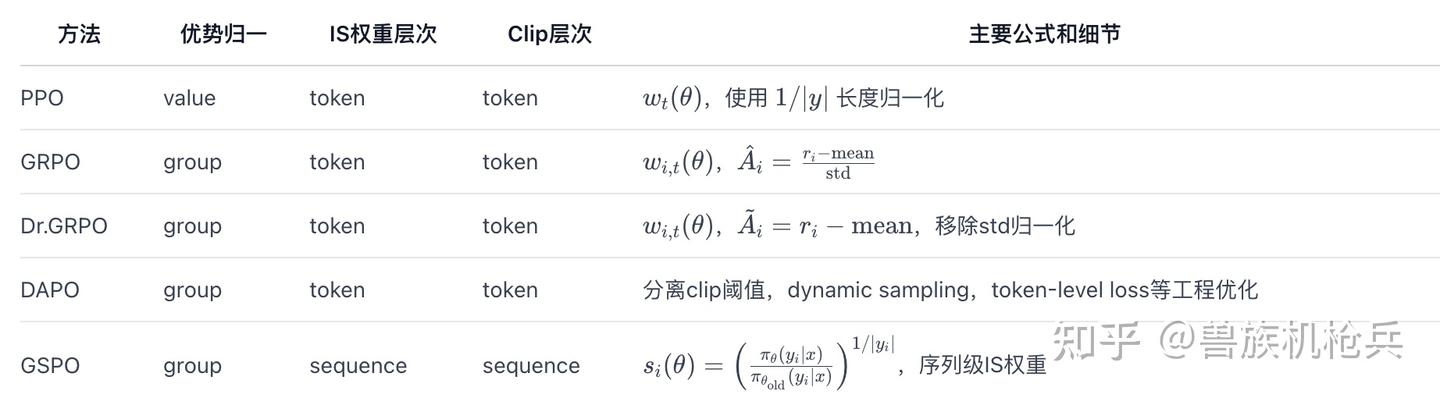 方法 优势归一 IS权重层次 Clip层次 主要公式和细节
PPO value token token $w_t(\theta)$，使用 $1/|y|$ 长度归一化
GRPO group token token $w_{i,t}(\theta)$，$\hat{A}_i = \frac{r_i - \text{mean}}{\text{std}}$
Dr.GRPO group token token $w_{i,t}(\theta)$，$\tilde{A}_i = r_i - \text{mean}$，移除std归一化
DAPO group token token 分离clip阈值，dynamic sampling，token-level loss等工程优化
GSPO group sequence sequence $s_i(\theta) = \left(\frac{\pi_\theta(y_i|x)}{\pi_{\theta_{\text{old}}}(y_i|x)}\right)^{1/|y_i|}$，序列级IS权重
知乎 @兽族机枪兵